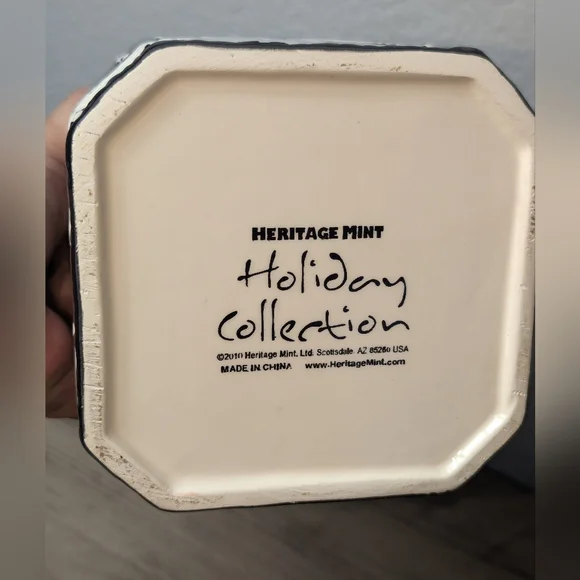 HERITAGE MINT
Holiday
Collection
©2010 Heritage Mint, Ltd. Scottsdale, AZ 85260 USA
MADE IN CHINA www.HeritageMint.com